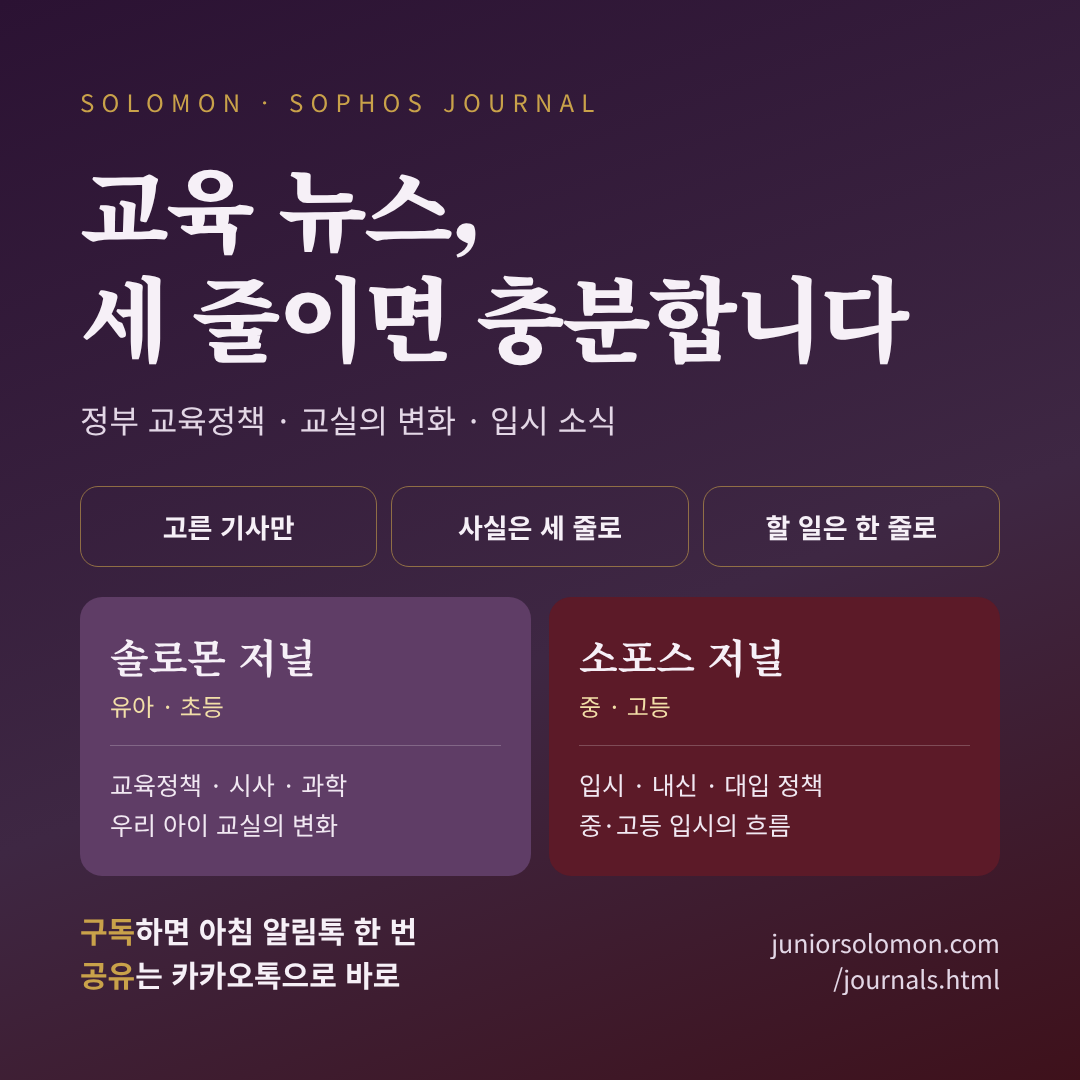 SOLOMON · SOPHOS JOURNAL
교육 뉴스,
세 줄이면 충분합니다
정부 교육정책 · 교실의 변화 · 입시 소식
고른 기사만
사실은 세 줄로
할 일은 한 줄로
솔로몬 저널
유아 · 초등
교육정책 · 시사 · 과학
우리 아이 교실의 변화
소포스 저널
중 · 고등
입시 · 내신 · 대입 정책
중·고등 입시의 흐름
구독하면 아침 알림톡 한 번
공유는 카카오톡으로 바로
juniorsolomon.com
/journals.html